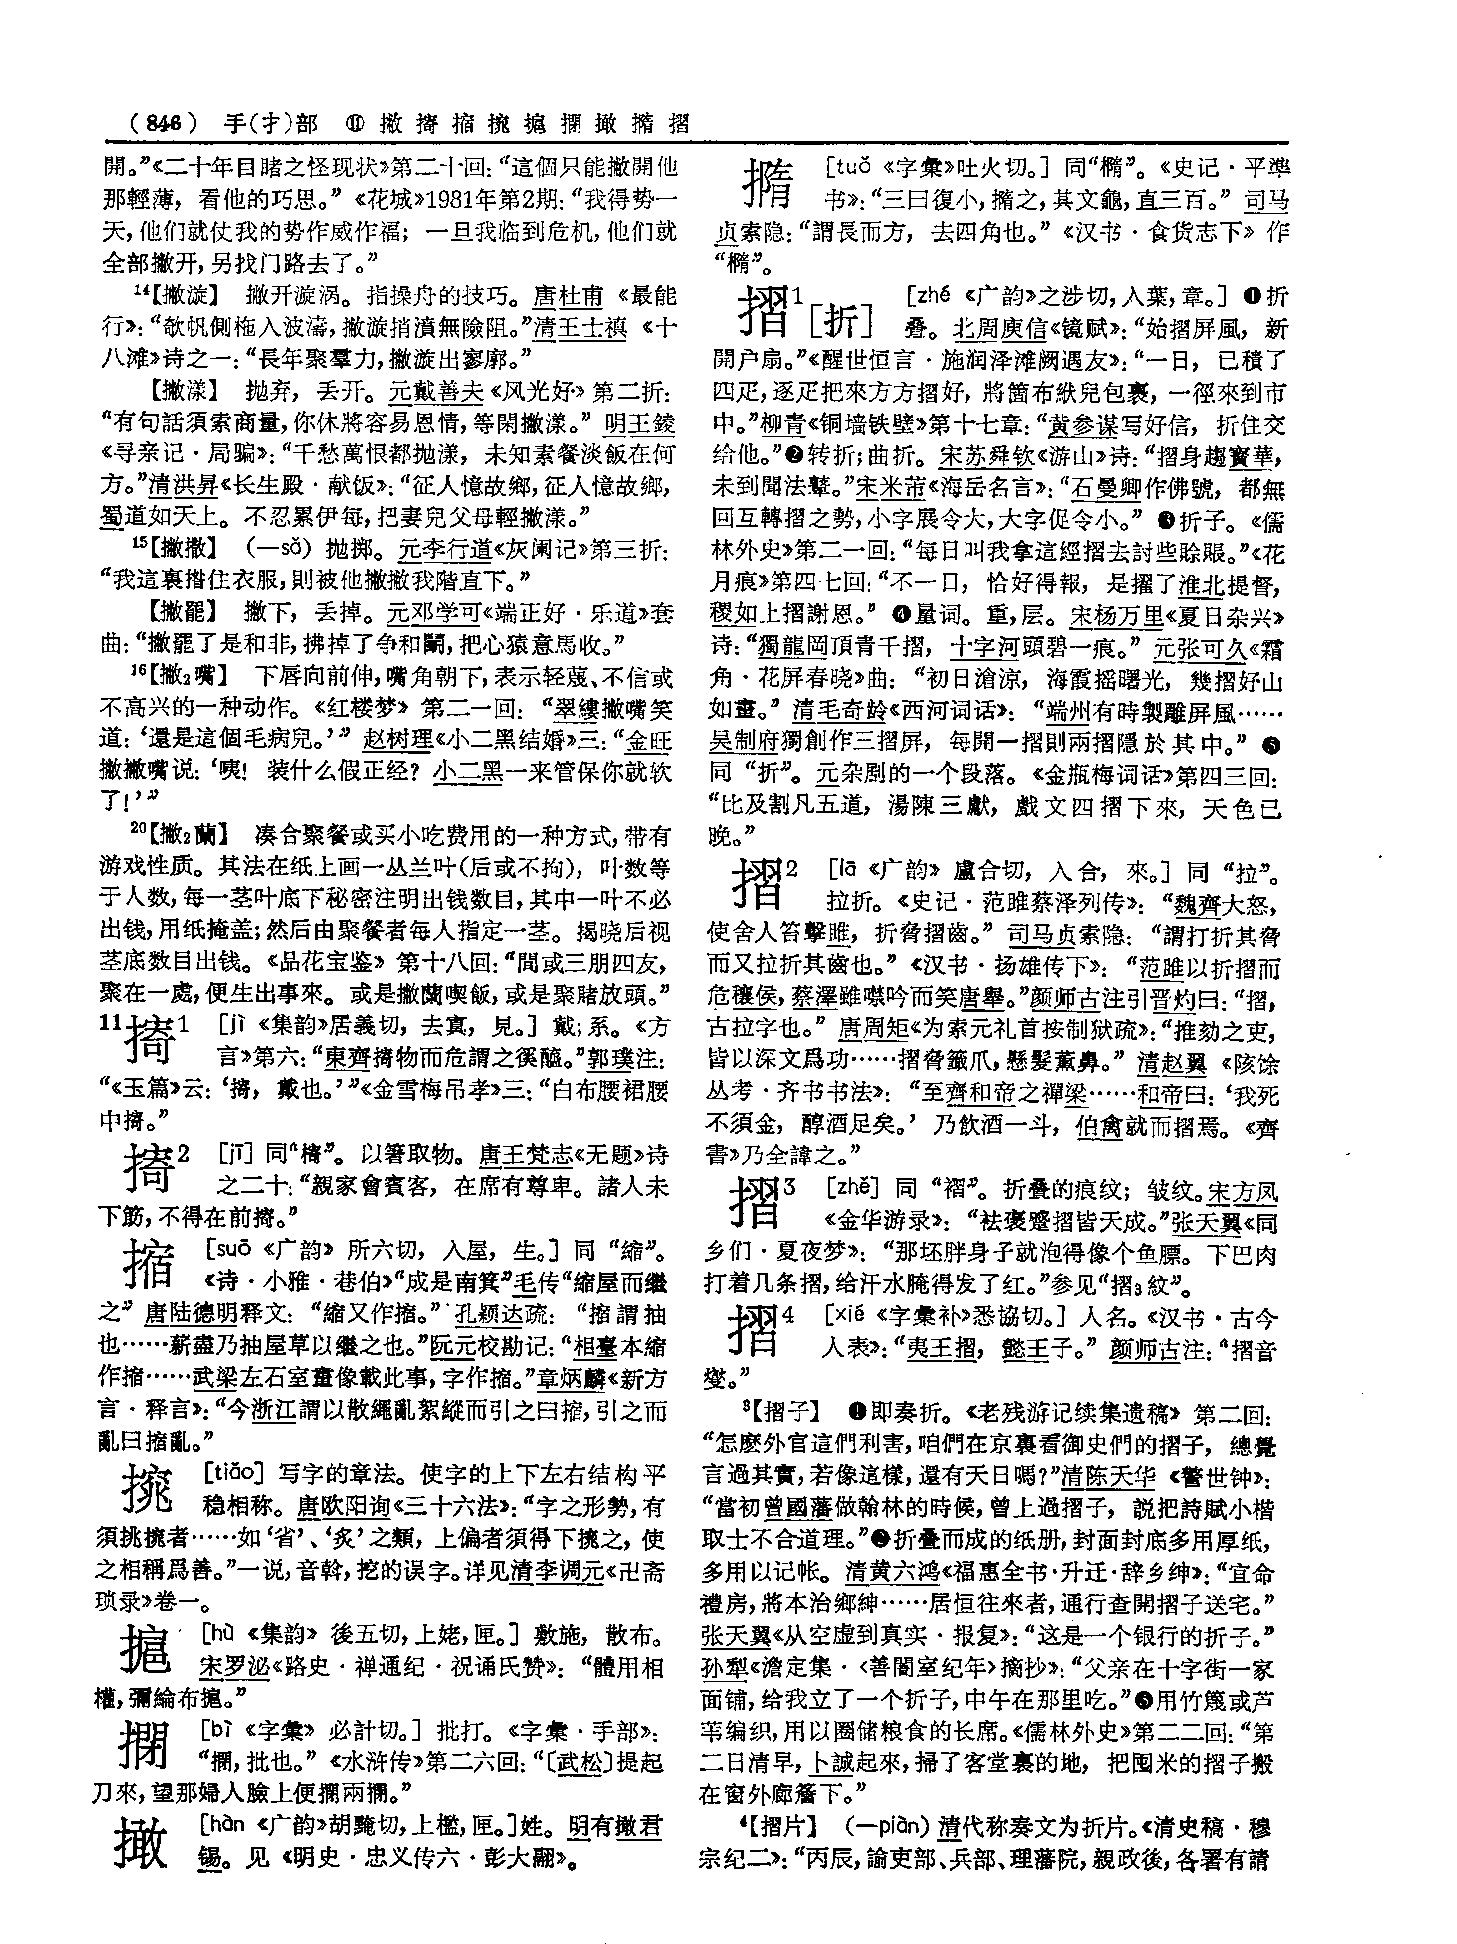 (846) 手(扌)部 ⑪ 撇 掎 摍 㨪 摢 㨽 撖 撱 摺
開。”《二十年目睹之怪现状》第二十回：“這個只能撇開他
那輕薄，看他的巧思。”《花城》1981年第2期：“我得势一
天，他们就仗我的势作威作福；一旦我临到危机，他们就
全部撇开，另找门路去了。”
14【撇漩】 撇开漩涡。指操舟的技巧。唐杜甫《最能
行》：“欹帆側柂入波濤，撇漩捎濆無險阻。”清王士禛《十
八滩》诗之一：“長年聚羣力，撇漩出寥廓。”
【撇漾】 抛弃，丢开。元戴善夫《风光好》第二折：
“有句話須索商量，你休將容易恩情，等閑撇漾。”明王錂
《寻亲记·局骗》：“千愁萬恨都抛漾，未知素餐淡飯在何
方。”清洪昇《长生殿·献饭》：“征人憶故鄉，征人憶故鄉，
蜀道如天上。不忍累伊每，把妻兒父母輕撇漾。”
15【撇撒】 （—sǎ）抛掷。元李行道《灰阑记》第三折：
“我這裏揝住衣服，則被他撇撒我階直下。”
【撇罷】 撇下，丢掉。元邓学可《端正好·乐道》套
曲：“撇罷了是和非，拂掉了争和鬭，把心猿意馬收。”
16【撇2嘴】 下唇向前伸，嘴角朝下，表示轻蔑、不信或
不高兴的一种动作。《红楼梦》第二一回：“翠縷撇嘴笑
道：‘還是這個毛病兒。’”赵树理《小二黑结婚》三：“金旺
撇撇嘴说：‘咦！装什么假正经？小二黑一来管保你就软
了！’”
20【撇2蘭】 凑合聚餐或买小吃费用的一种方式，带有
游戏性质。其法在纸上画一丛兰叶（后或不拘），叶数等
于人数，每一茎叶底下秘密注明出钱数目，其中一叶不必
出钱，用纸掩盖；然后由聚餐者每人指定一茎。揭晓后视
茎底数目出钱。《品花宝鉴》第十八回：“間或三朋四友，
聚在一處，便生出事來。或是撇蘭喫飯，或是聚賭放頭。”
11 1 [jì 《集韵》居義切，去寘，見。] 戴；系。《方
言》第六：“東齊物而危謂之。”郭璞注：
“《玉篇》云：‘，戴也。’”《金雪梅吊孝》三：“白布腰裙腰
中。”
2 [jī] 同“”。以箸取物。唐王梵志《无题》诗
之二十：“親家會賓客，在席有尊卑。諸人未
下筯，不得在前。”
摍 [suō 《广韵》所六切，入屋，生。] 同“縮”。
《诗·小雅·巷伯》“成是南箕”毛传“縮屋而繼
之”唐陆德明释文：“縮又作摍。”孔颖达疏：“摍謂抽
也……薪盡乃抽屋草以繼之也。”阮元校勘记：“相臺本縮
作摍……武梁左石室畫像載此事，字作摍。”章炳麟《新方
言·释言》：“今浙江謂以散繩亂絮縱而引之曰摍，引之而
亂曰摍亂。”
[tiǎo] 写字的章法。使字的上下左右结构平
稳相称。唐欧阳询《三十六法》：“字之形勢，有
須挑者……如‘省’、‘炙’之類，上偏者須得下之，使
之相稱爲善。”一说，音斡，挖的误字。详见清李调元《卍斋
琐录》卷一。
摢 [hù 《集韵》後五切，上姥，匣。] 敷施，散布。
宋罗泌《路史·禅通纪·祝诵氏赞》：“體用相
權，彌綸布摢。”
[bì 《字彙》必計切。] 批打。《字彙·手部》：
“，批也。”《水浒传》第二六回：“〔武松〕提起
刀來，望那婦人臉上便兩。”
撖 [hàn 《广韵》胡黤切，上檻，匣。]姓。明有撖君
锡。见《明史·忠义传六·彭大翮》。
撱 [tuǒ 《字彙》吐火切。] 同“橢”。《史记·平準
书》：“三曰復小，撱之，其文龜，直三百。”司马
贞索隐：“謂長而方，去四角也。”《汉书·食货志下》作
“橢”。
摺1［折］ [zhé 《广韵》之涉切，入葉，章。] ❶折
叠。北周庾信《镜赋》：“始摺屏風，新
開户扇。”《醒世恒言·施润泽滩阙遇友》：“一日，已積了
四疋，逐疋把來方方摺好，將箇布袱兒包裹，一徑來到市
中。”柳青《铜墙铁壁》第十七章：“黄参谋写好信，折住交
给他。”❷转折；曲折。宋苏舜钦《游山》诗：“摺身趨寶華，
未到聞法聲。”宋米芾《海岳名言》：“石曼卿作佛號，都無
回互轉摺之勢，小字展令大，大字促令小。”❸折子。《儒
林外史》第二一回：“每日叫我拿這經摺去討些賒賬。”《花
月痕》第四七回：“不一日，恰好得報，是擢了淮北提督，
稷如上摺謝恩。”❹量词。重，层。宋杨万里《夏日杂兴》
诗：“獨龍岡頂青千摺，十字河頭碧一痕。”元张可久《霜
角·花屏春晓》曲：“初日滄涼，海霞摇曙光，幾摺好山
如畫。”清毛奇龄《西河词话》：“端州有時製雕屏風……
吴制府獨創作三摺屏，每開一摺則兩摺隱於其中。”❺
同“折”。元杂剧的一个段落。《金瓶梅词话》第四三回：
“比及割凡五道，湯陳三獻，戲文四摺下來，天色已
晚。”
摺2 [lā 《广韵》盧合切，入合，來。] 同“拉”。
拉折。《史记·范雎蔡泽列传》：“魏齊大怒，
使舍人笞擊雎，折脅摺齒。”司马贞索隐：“謂打折其脅
而又拉折其齒也。”《汉书·扬雄传下》：“范雎以折摺而
危穰侯，蔡澤雖噤吟而笑唐舉。”颜师古注引晋灼曰：“摺，
古拉字也。”唐周矩《为索元礼首按制狱疏》：“推劾之吏，
皆以深文爲功……摺脅籤爪，懸髮薰鼻。”清赵翼《陔馀
丛考·齐书书法》：“至齊和帝之禪梁……和帝曰：‘我死
不須金，醇酒足矣。’乃飲酒一斗，伯禽就而摺焉。《齊
書》乃全諱之。”
摺3 [zhě] 同“褶”。折叠的痕纹；皱纹。宋方凤
《金华游录》：“袪褎蹙摺皆天成。”张天翼《同
乡们·夏夜梦》：“那坯胖身子就泡得像个鱼膘。下巴肉
打着几条摺，给汗水腌得发了红。”参见“摺3紋”。
摺4 [xié 《字彙补》悉協切。] 人名。《汉书·古今
人表》：“夷王摺，懿王子。”颜师古注：“摺音
燮。”
3【摺子】 ❶即奏折。《老残游记续集遗稿》第二回：
“怎麽外官這們利害，咱們在京裏看御史們的摺子，總覺
言過其實，若像這樣，還有天日嗎？”清陈天华《警世钟》：
“當初曾國藩做翰林的時候，曾上過摺子，説把詩賦小楷
取士不合道理。”❷折叠而成的纸册，封面封底多用厚纸，
多用以记帐。清黄六鸿《福惠全书·升迁·辞乡绅》：“宜命
禮房，將本治鄉紳……居恒往來者，通行查開摺子送宅。”
张天翼《从空虚到真实·报复》：“这是一个银行的折子。”
孙犁《澹定集·〈善闇室纪年〉摘抄》：“父亲在十字街一家
面铺，给我立了一个折子，中午在那里吃。”❸用竹篾或芦
苇编织，用以圈储粮食的长席。《儒林外史》第二二回：“第
二日清早，卜誠起來，掃了客堂裏的地，把囤米的摺子搬
在窗外廊簷下。”
4【摺片】 （—piàn）清代称奏文为折片。《清史稿·穆
宗纪二》：“丙辰，諭吏部、兵部、理藩院，親政後，各署有請